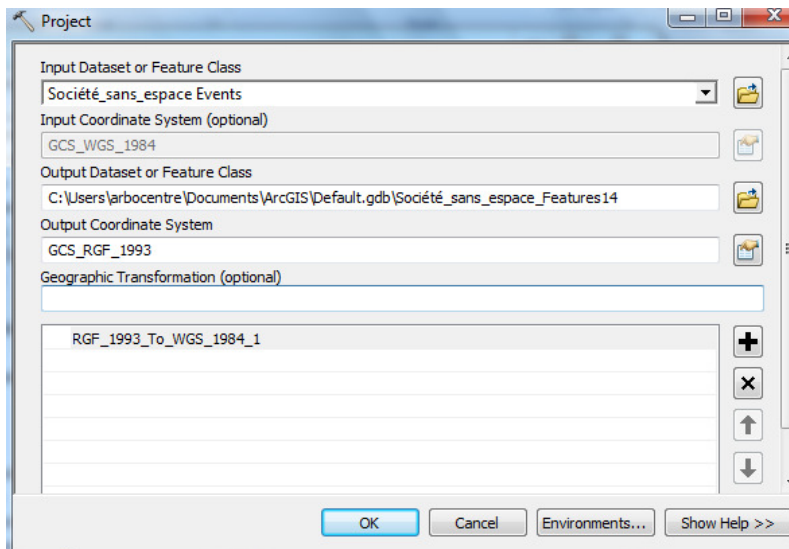 Project
Input Dataset or Feature Class
Société_sans_espace Events
Input Coordinate System (optional)
GCS_WGS_1984
Output Dataset or Feature Class
C:\Users\arbocentre\Documents\ArcGIS\Default.gdb\Société_sans_espace_Features14
Output Coordinate System
GCS_RGF_1993
Geographic Transformation (optional)
RGF_1993_To_WGS_1984_1
OK Cancel Environments... Show Help >>